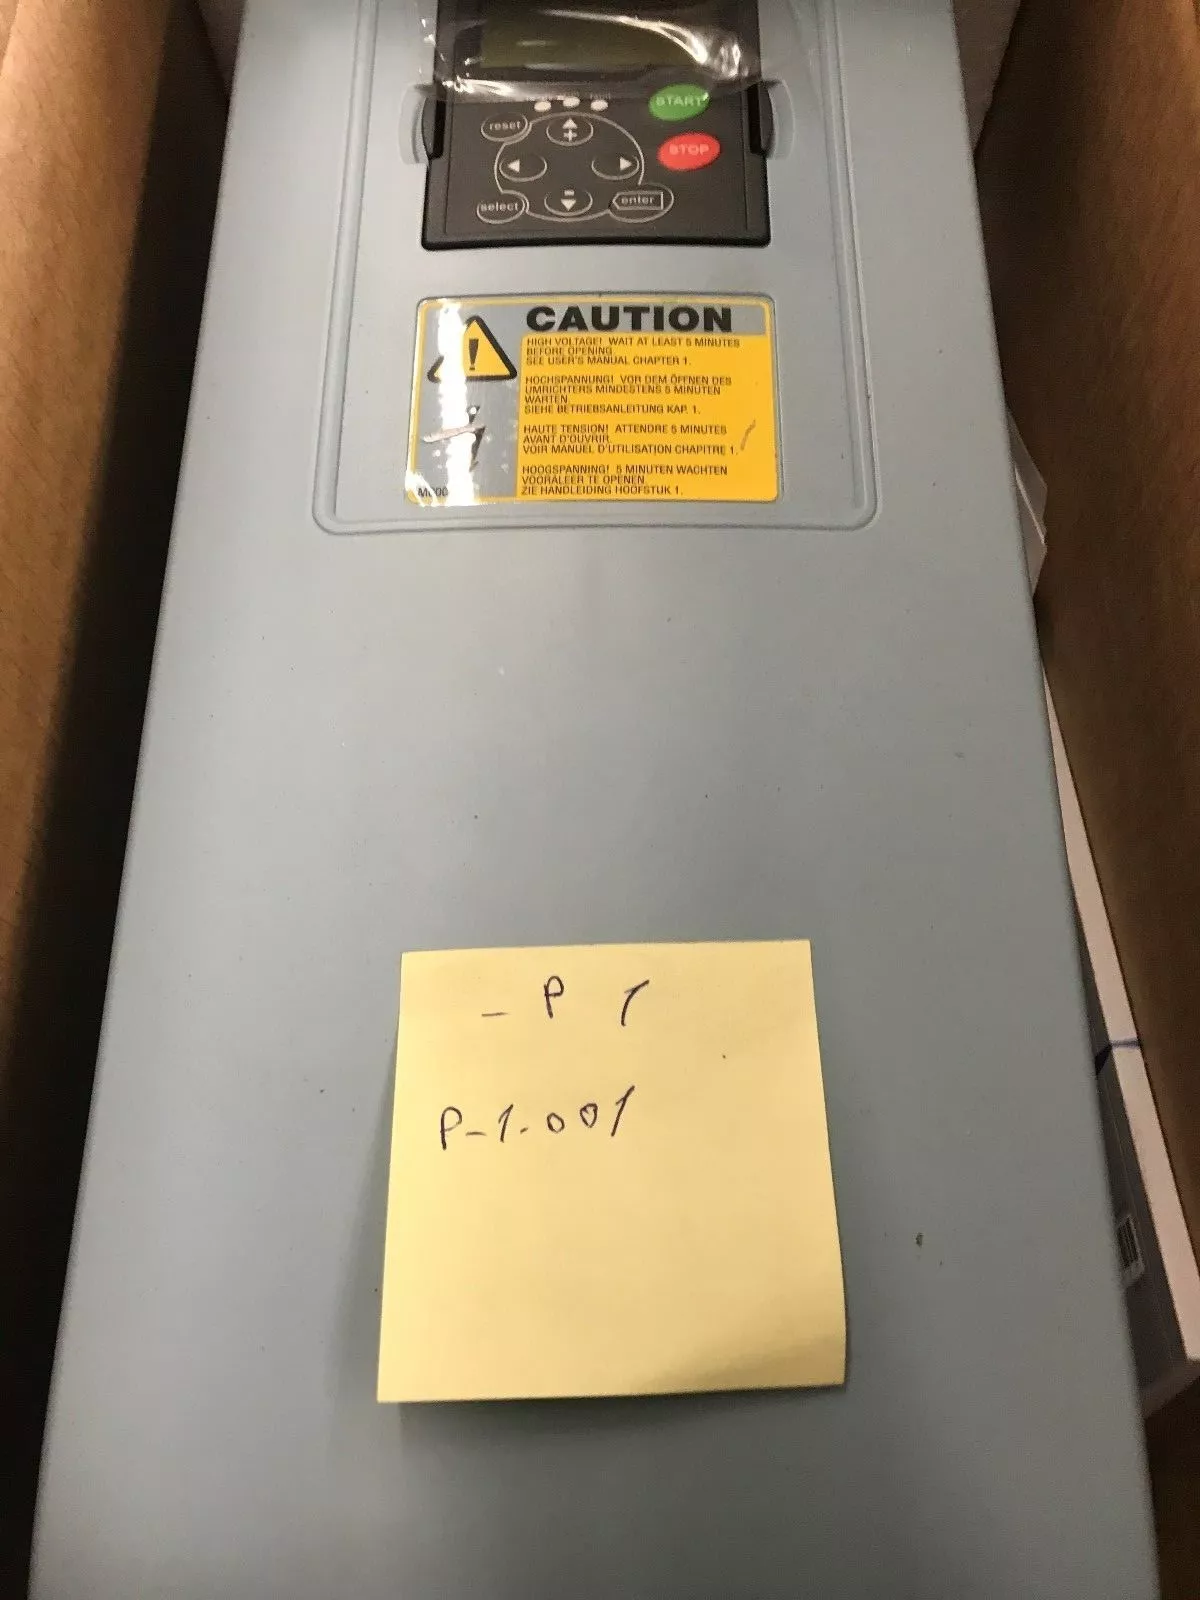 START
reset
STOP
select
enter
CAUTION
HIGH VOLTAGE! WAIT AT LEAST 5 MINUTES
BEFORE OPENING
SEE USER'S MANUAL CHAPTER 1.
HOCHSPANNUNG! VOR DEM ÖFFNEN DES
UMRICHTERS MINDESTENS 5 MINUTEN
WARTEN.
SIEHE BETRIEBSANLEITUNG KAP. 1.
HAUTE TENSION! ATTENDRE 5 MINUTES
AVANT D'OUVRIR.
VOIR MANUEL D'UTILISATION CHAPITRE 1.
HOOGSPANNING! 5 MINUTEN WACHTEN
VOORALEER TE OPENEN.
ZIE HANDLEIDING HOOFSTUK 1.
- P 1
P-1.001